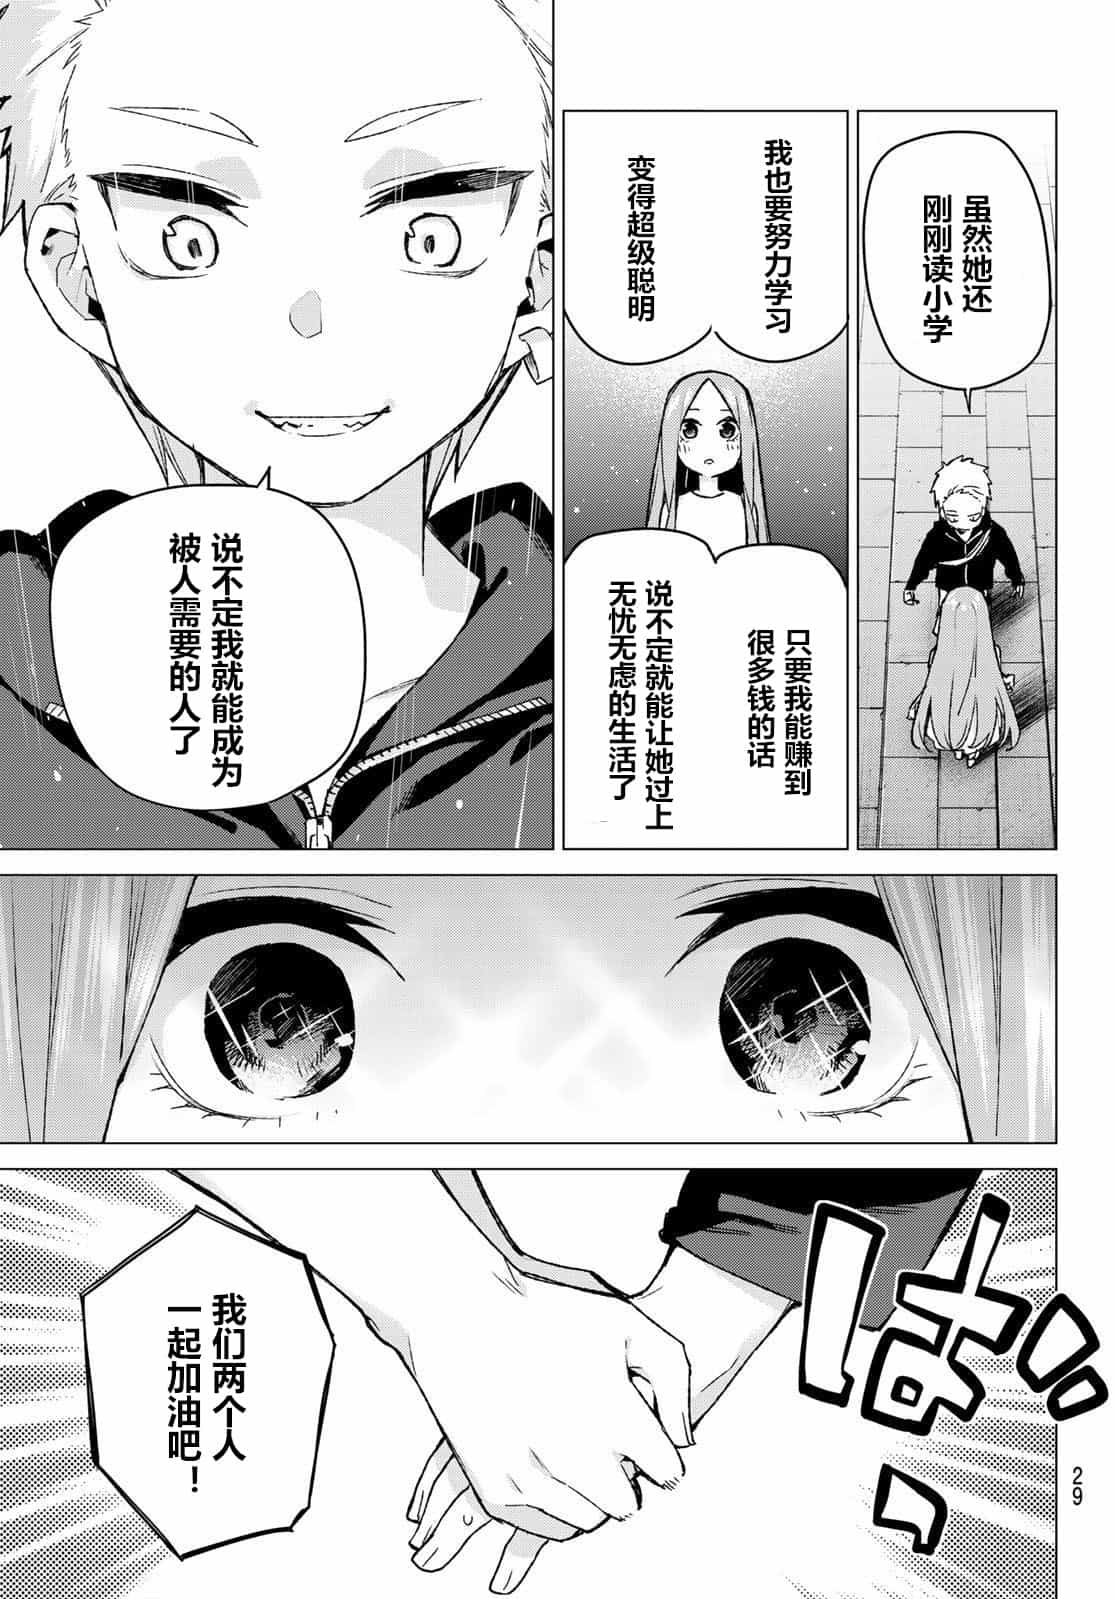 虽然她还
刚刚读小学
我也要努力学习
变得超级聪明
只要我能赚到
很多钱的话
说不定就能让她过上
无忧无虑的生活了
说不定我就能成为
被人需要的人了
ぱ
我们两个人
一起加油吧！
29